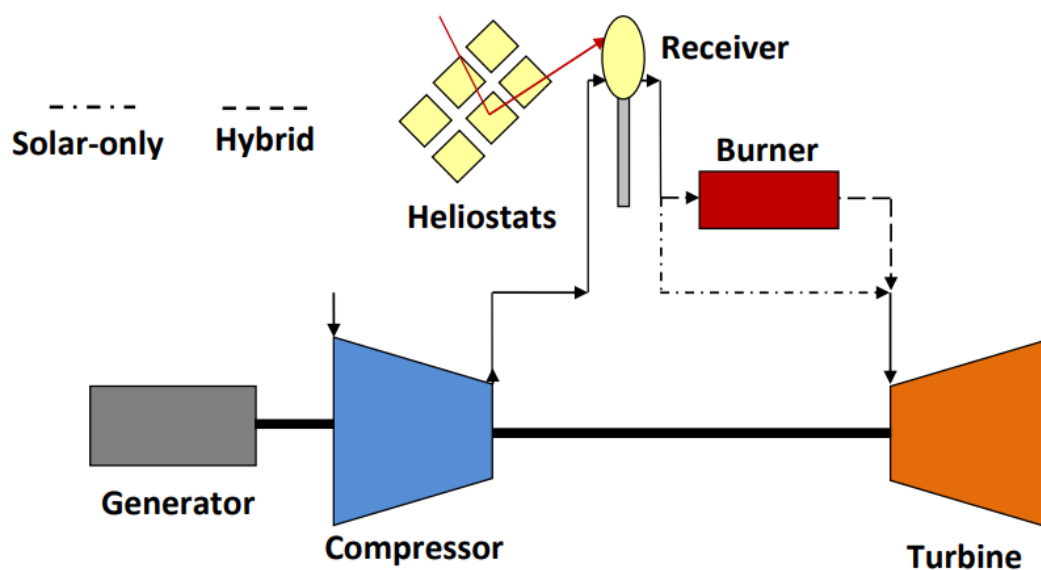 Receiver
Solar-only
Hybrid
Burner
Heliostats
Generator
Compressor
Turbine